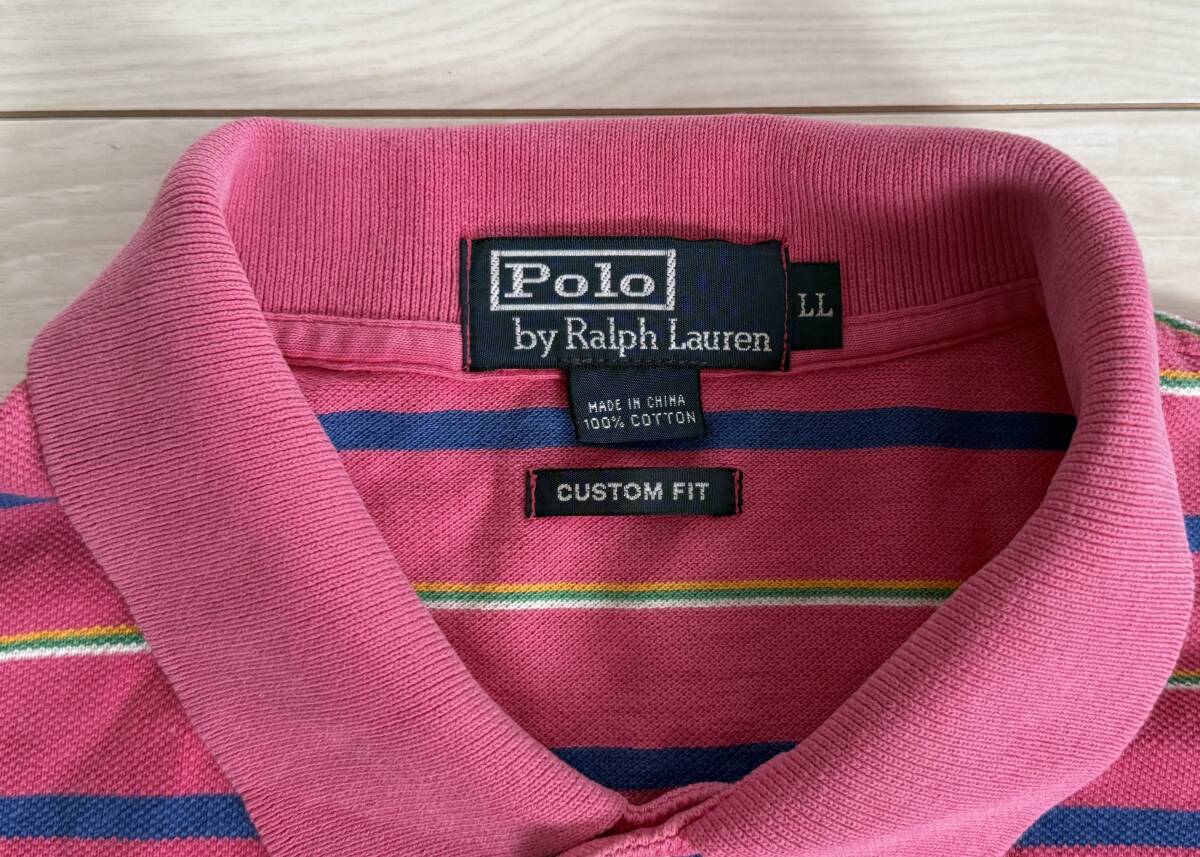 Polo
by Ralph Lauren
LL
MADE IN CHINA
100% COTTON
CUSTOM FIT